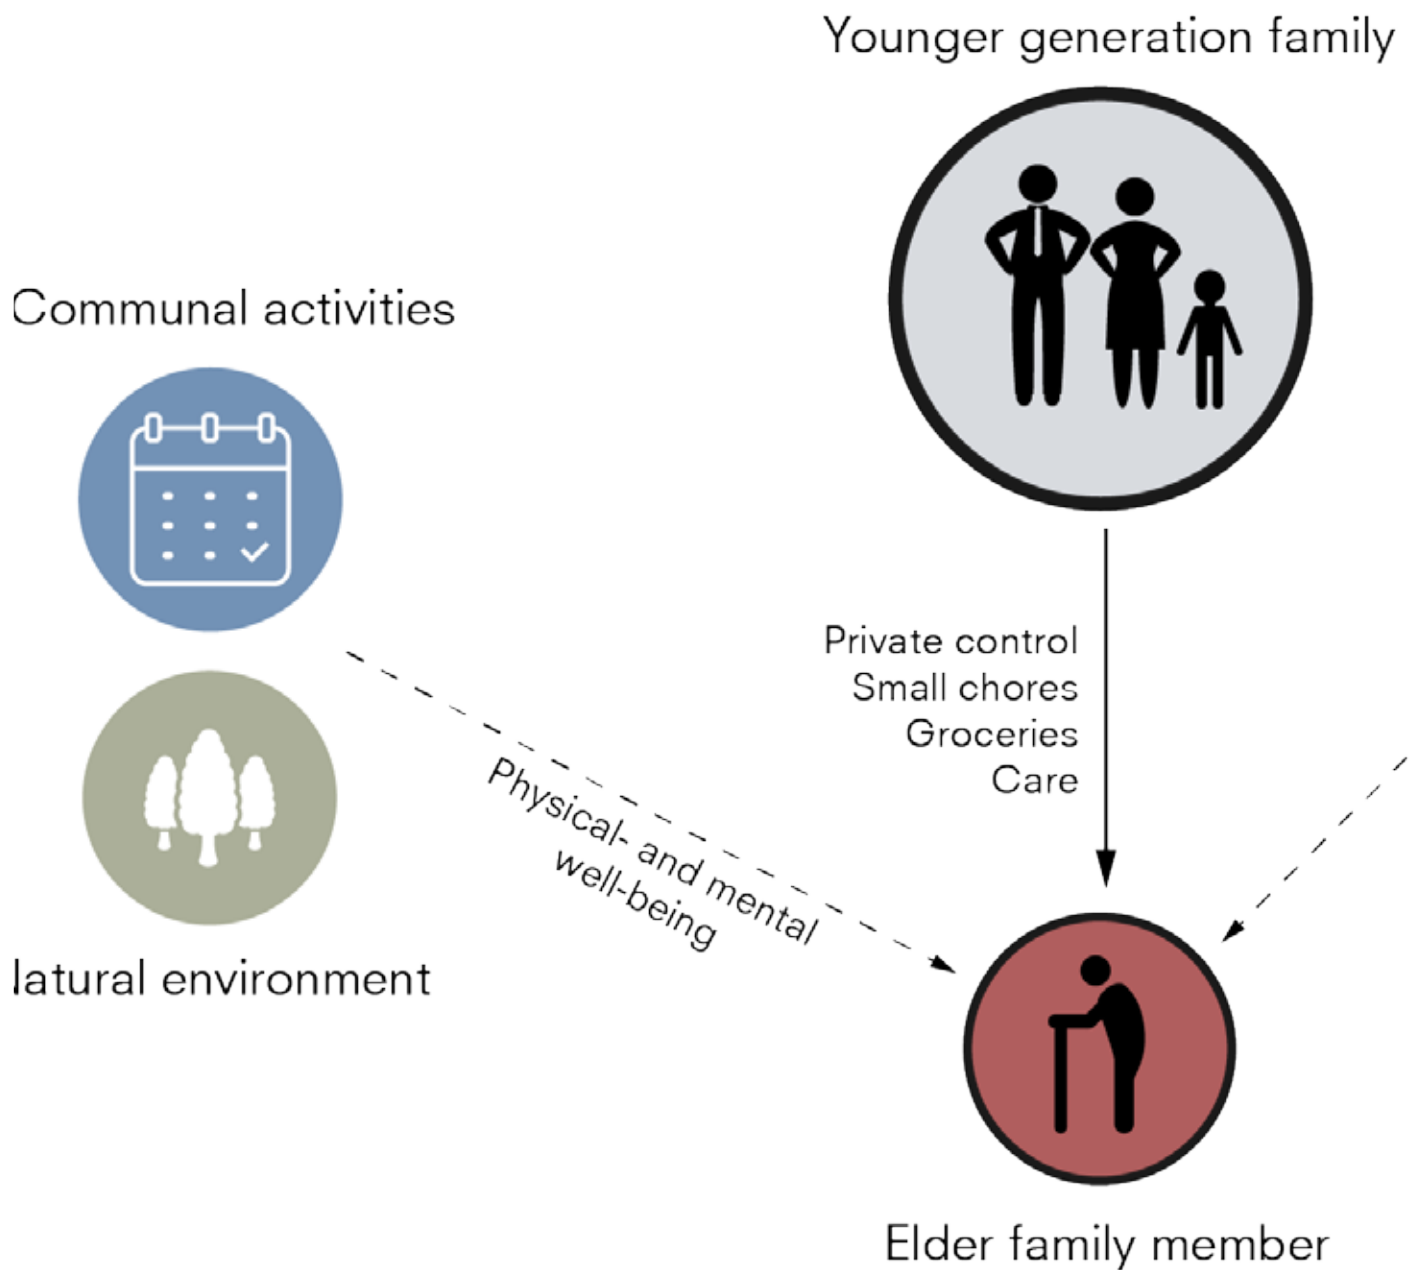 Younger generation family
Communal activities
Private control
Small chores
Groceries
Care
Physical- and mental
well-being
latural environment
Elder family member